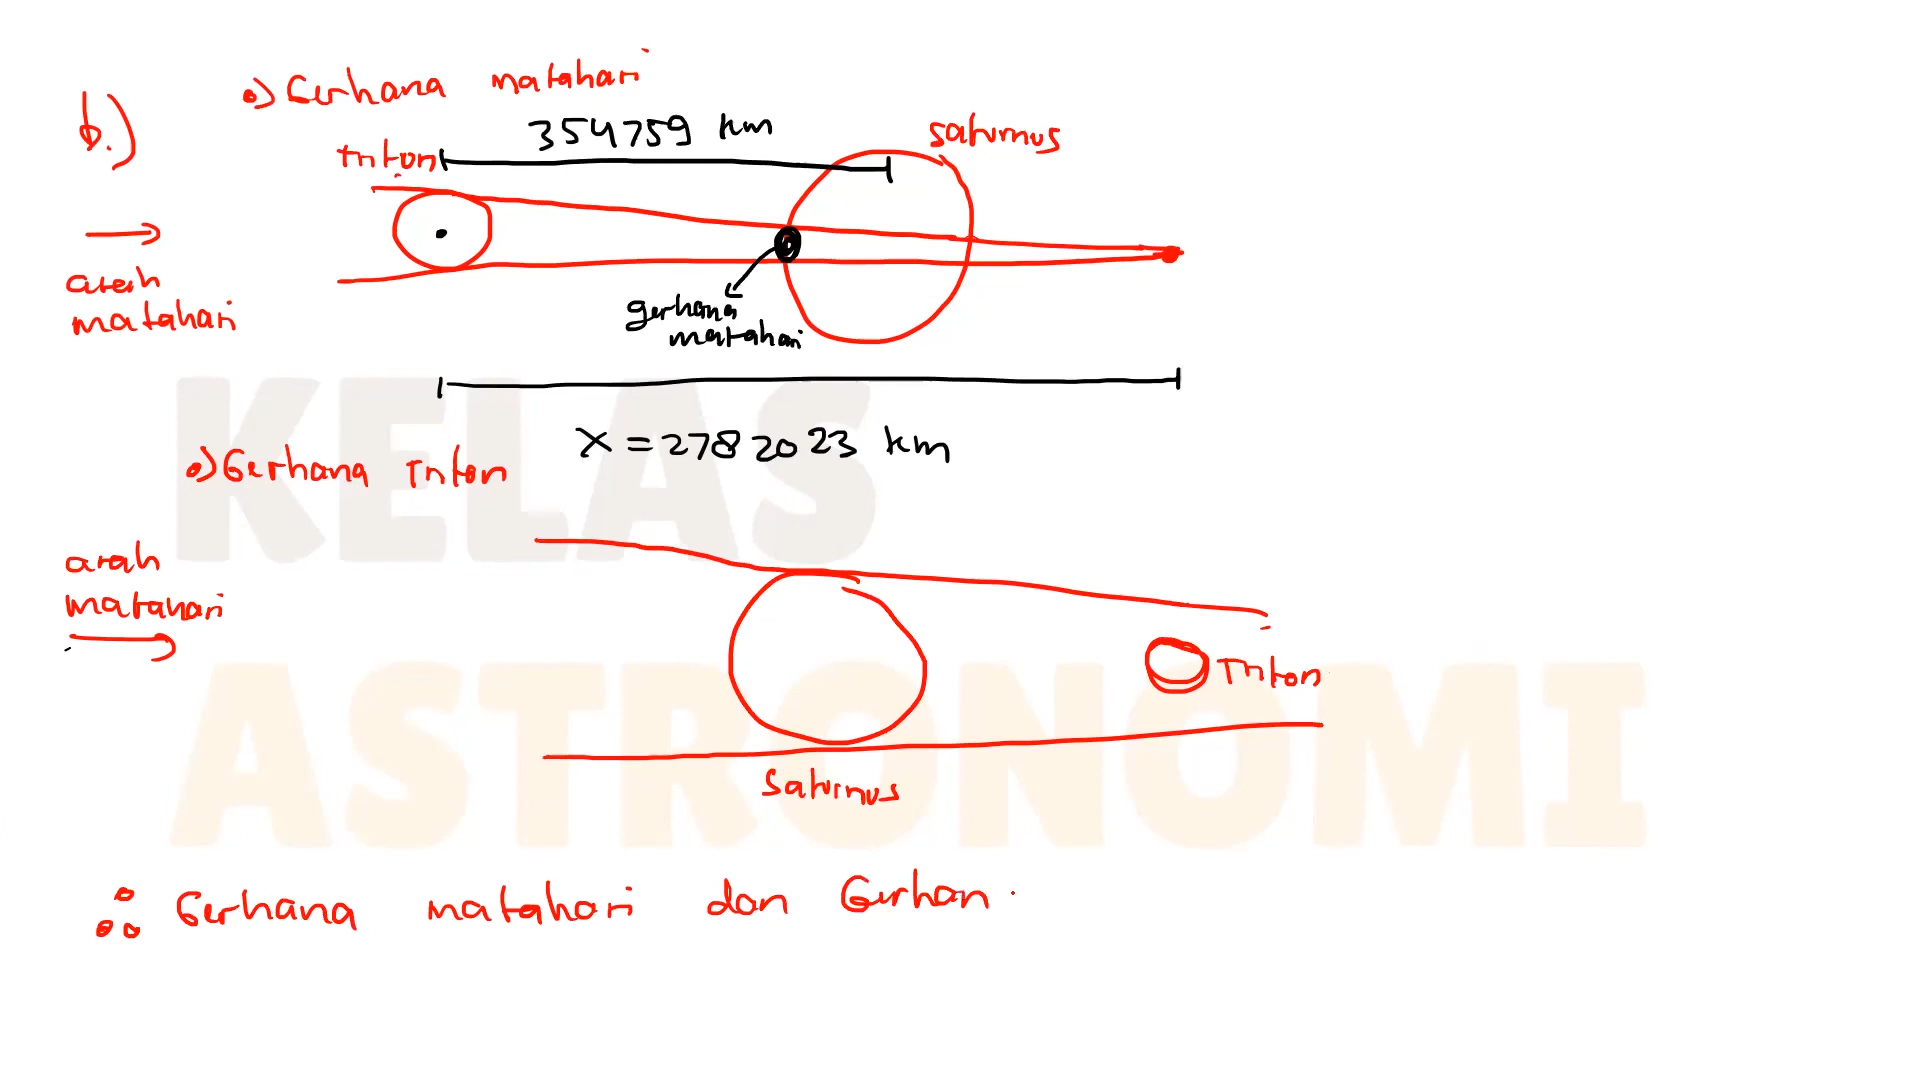 b.)
o) Gerhana matahari
354759 km
Triton
saturnus
arah
matahari
gerhana
matahari
X = 2782023 km
o) Gerhana Triton
arah
matahari
Triton
Saturnus
∴ Gerhana matahari dan Gerhan
KELAS
ASTRONOMI